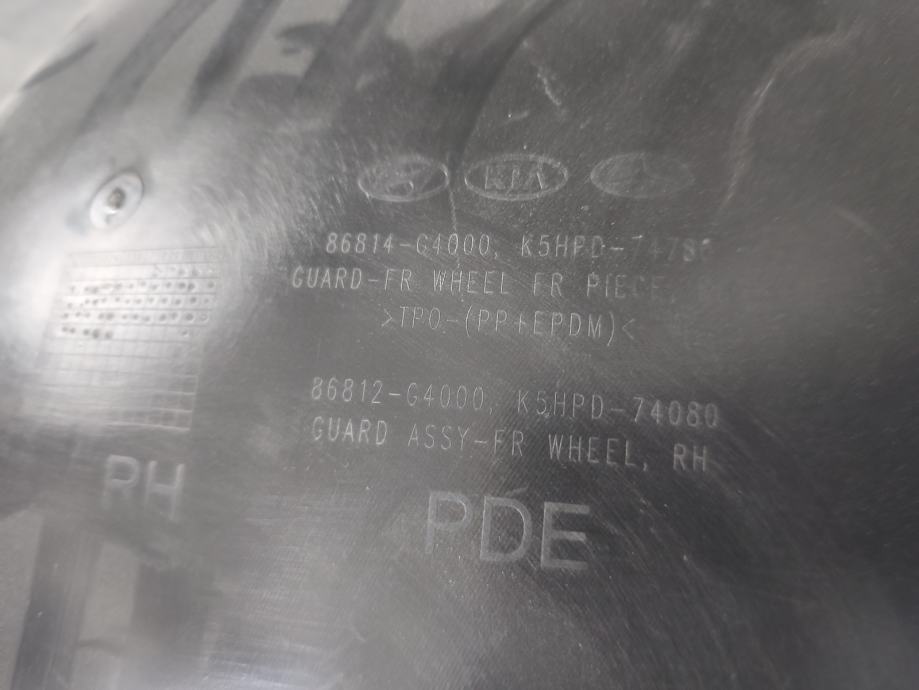 KIA
86814-G4000, K5HPD-7478
GUARD-FR WHEEL FR PIECE,
>TPO-(PP+EPDM)<
86812-G4000, K5HPD-74080
GUARD ASSY-FR WHEEL, RH
RH
PDE